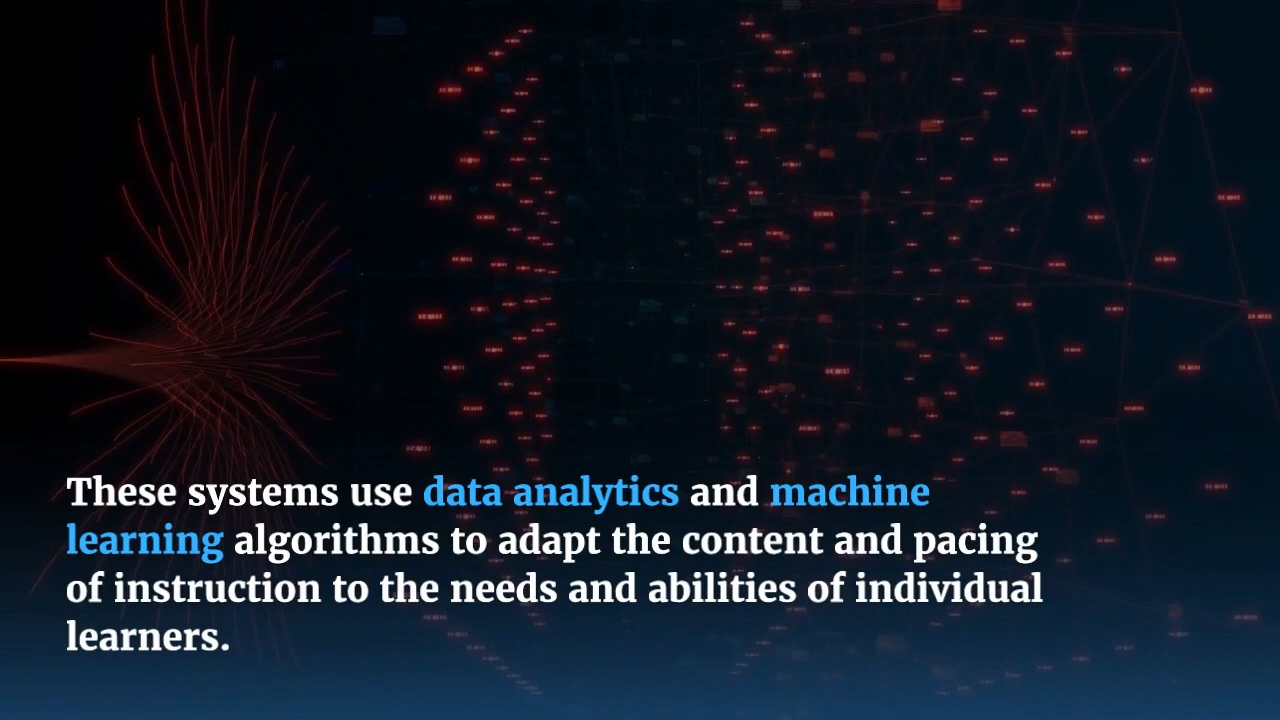 These systems use data analytics and machine
learning algorithms to adapt the content and pacing
of instruction to the needs and abilities of individual
learners.